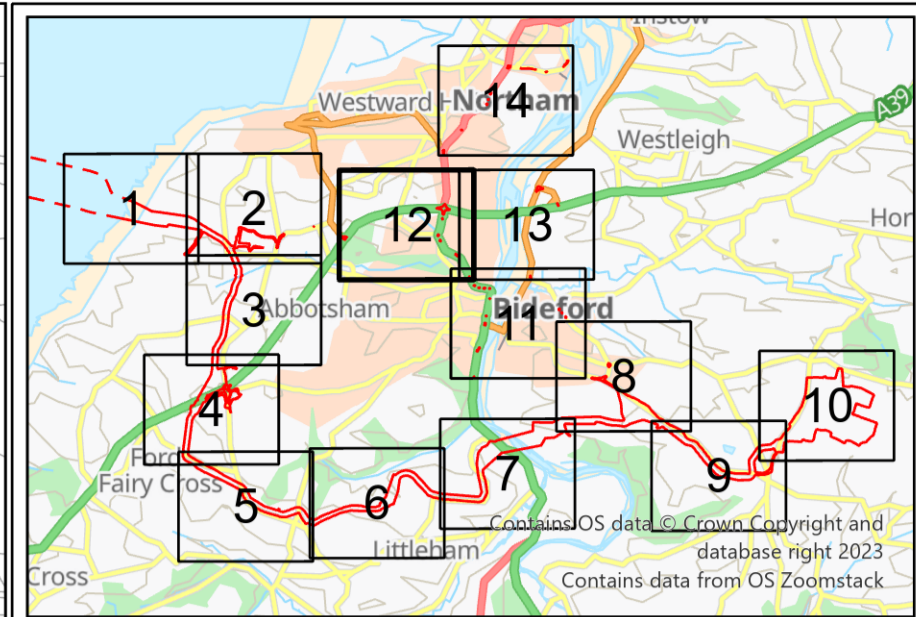 Instow
14
Westward H
Northam
A39
Westleigh
1
2
12
13
Hor
3
Abbotsham
Bideford
11
8
4
10
Ford
Fairy Cross
5
6
7
9
Littleham
Cross
Contains OS data © Crown Copyright and
database right 2023
Contains data from OS Zoomstack